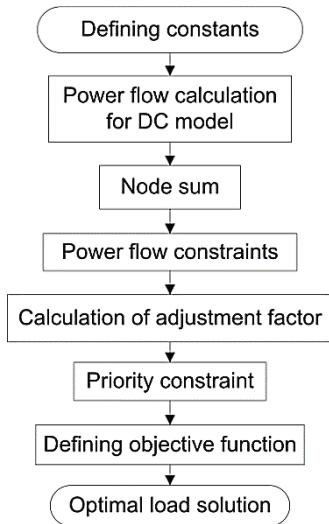 Defining constants
Power flow calculation
for DC model
Node sum
Power flow constraints
Calculation of adjustment factor
Priority constraint
Defining objective function
Optimal load solution